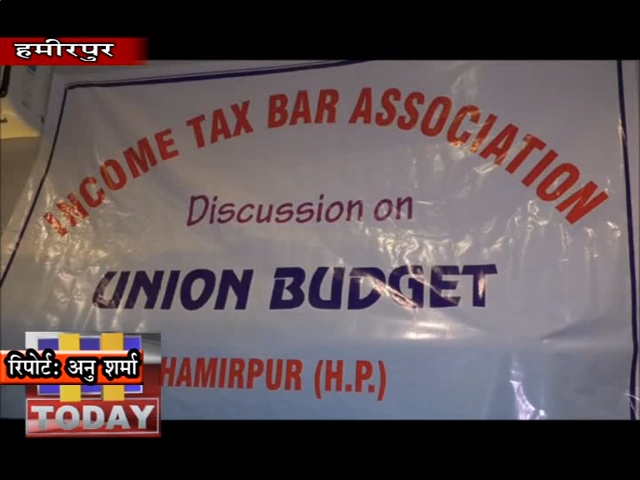 हमीरपुर
INCOME TAX BAR ASSOCIATION
Discussion on
UNION BUDGET
HAMIRPUR (H.P.)
रिपोर्ट: अनु शर्मा
TODAY